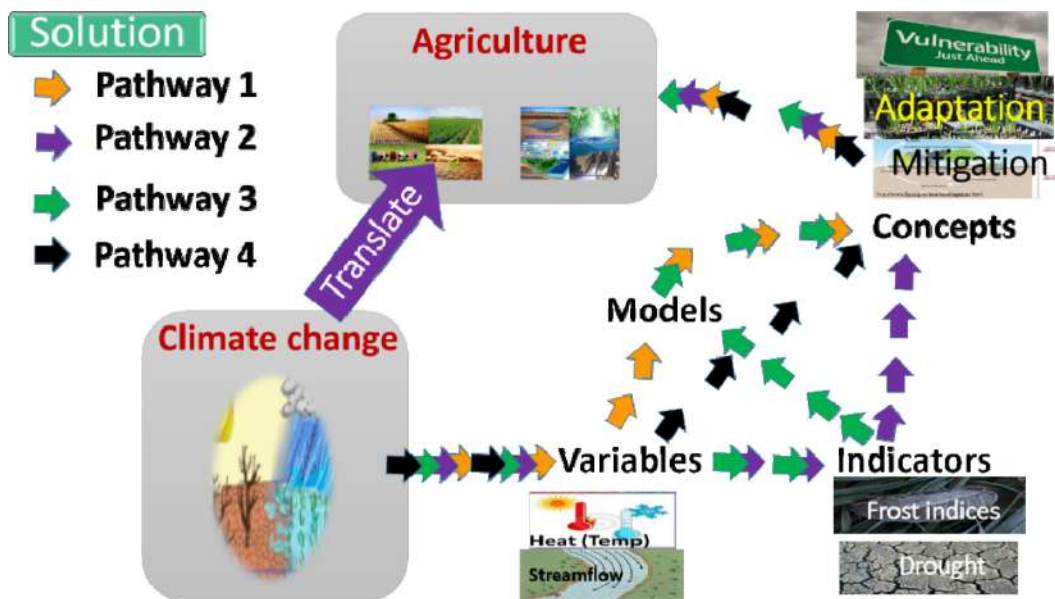 Solution
Pathway 1
Pathway 2
Pathway 3
Pathway 4
Agriculture
Translate
Climate change
Vulnerability
Just Ahead
Adaptation
Mitigation
Concepts
Models
Variables
Indicators
Heat (Temp)
Streamflow
Frost indices
Drought